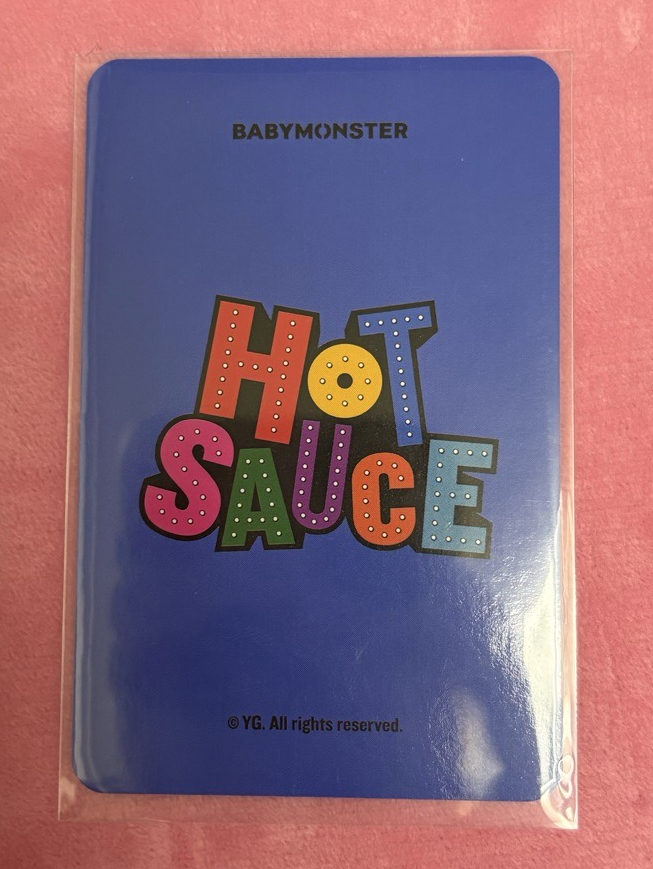 BABYMONSTER
HOT
SAUCE
© YG. All rights reserved.